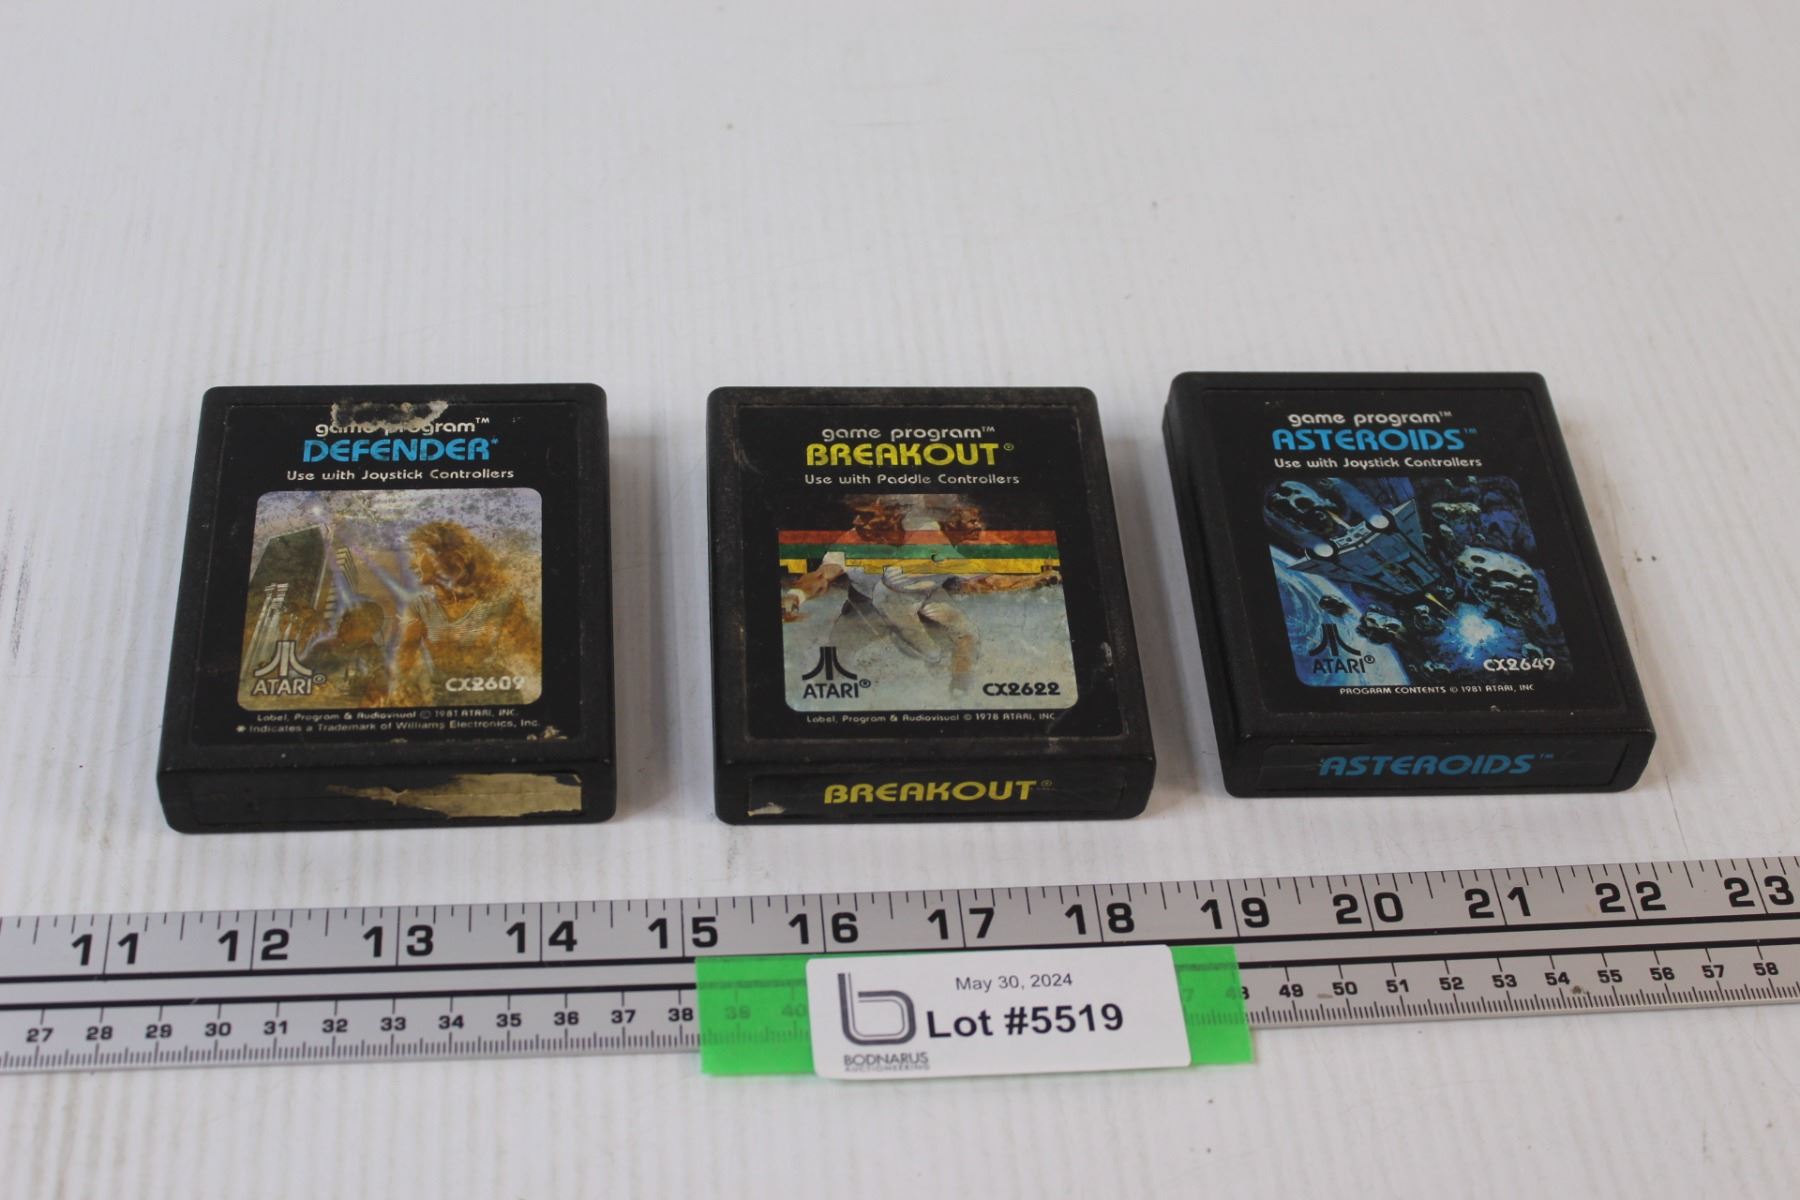 game program™
DEFENDER*
Use with Joystick Controllers
ATARI®
CX2609
Label, Program & Audiovisual © 1981 ATARI, INC.
* Indicates a Trademark of Williams Electronics, Inc.
game program™
BREAKOUT®
Use with Paddle Controllers
ATARI®
CX2622
Label, Program & Audiovisual © 1978 ATARI, INC.
BREAKOUT®
game program™
ASTEROIDS™
Use with Joystick Controllers
ATARI®
CX2649
PROGRAM CONTENTS © 1981 ATARI, INC
ASTEROIDS™
11 12 13 14 15 16 17 18 19 20 21 22 23
27 28 29 30 31 32 33 34 35 36 37 38 39 40 48 49 50 51 52 53 54 55 56 57 58
May 30, 2024
Lot #5519
BODNARUS
AUCTIONEERING